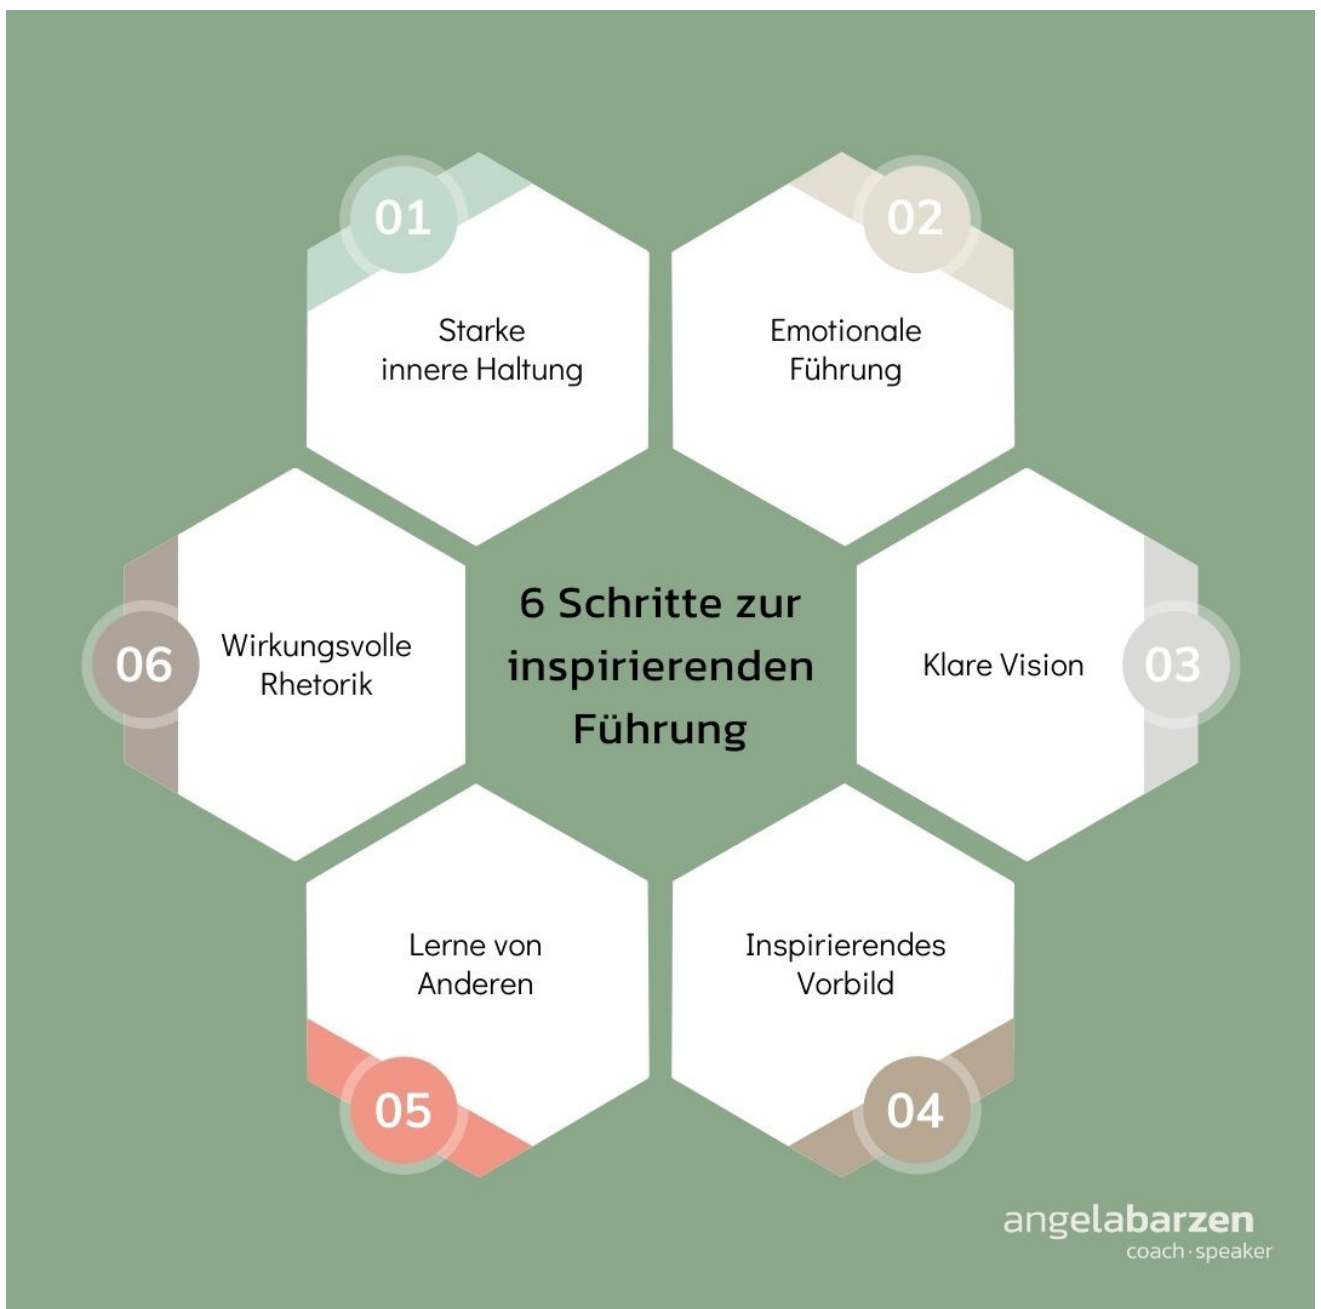 01
Starke
innere Haltung
02
Emotionale
Führung
03
Klare Vision
04
Inspirierendes
Vorbild
05
Lerne von
Anderen
06
Wirkungsvolle
Rhetorik
6 Schritte zur
inspirierenden
Führung
angelabarzen
coach·speaker